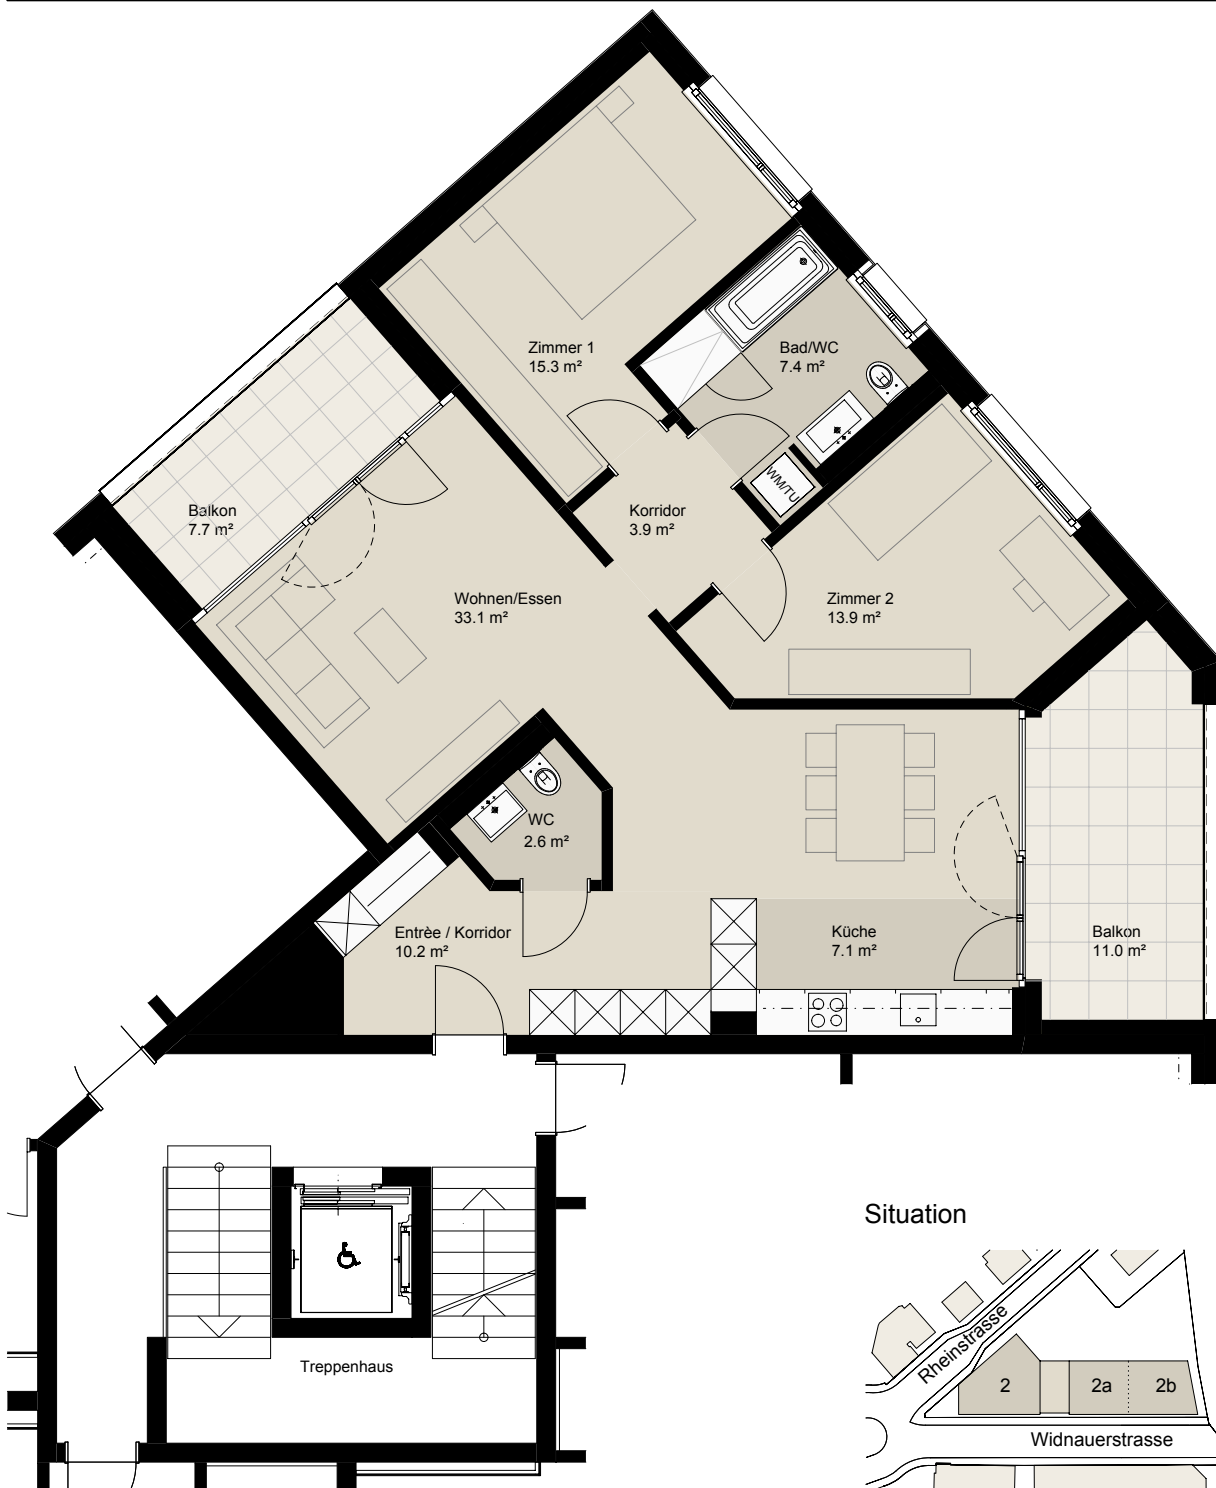 Zimmer 1
15.3 m²
Bad/WC
7.4 m²
WM/TU
Balkon
7.7 m²
Korridor
3.9 m²
Wohnen/Essen
33.1 m²
Zimmer 2
13.9 m²
WC
2.6 m²
Entrèe / Korridor
10.2 m²
Küche
7.1 m²
Balkon
11.0 m²
Treppenhaus
Situation
Rheinstrasse
2
2a
2b
Widnauerstrasse